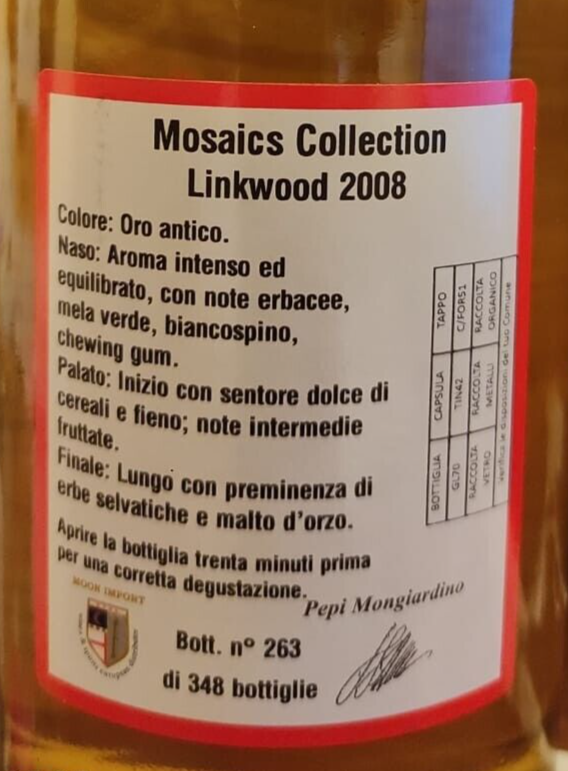 Mosaics Collection
Linkwood 2008
Colore: Oro antico.
Naso: Aroma intenso ed
equilibrato, con note erbacee,
mela verde, biancospino,
chewing gum.
Palato: Inizio con sentore dolce di
cereali e fieno; note intermedie
fruttate.
Finale: Lungo con preminenza di
erbe selvatiche e malto d'orzo.
Aprire la bottiglia trenta minuti prima
per una corretta degustazione.
Pepi Mongiardino
MOON IMPORT
Bott. nº 263
di 348 bottiglie
BOTTIGLIA CAPSULA TAPPO
GL70 TIN42 C/FOR51
RACCOLTA RACCOLTA RACCOLTA
VETRO METALLI ORGANICO
Verifica le disposizioni del tuo Comune